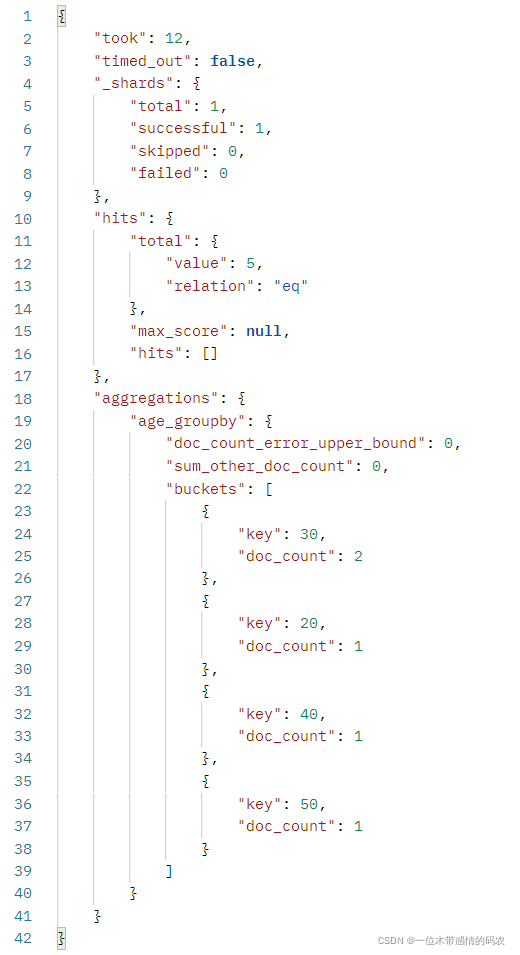 1 {
2     "took": 12,
3     "timed_out": false,
4     "_shards": {
5         "total": 1,
6         "successful": 1,
7         "skipped": 0,
8         "failed": 0
9     },
10     "hits": {
11         "total": {
12             "value": 5,
13             "relation": "eq"
14         },
15         "max_score": null,
16         "hits": []
17     },
18     "aggregations": {
19         "age_groupby": {
20             "doc_count_error_upper_bound": 0,
21             "sum_other_doc_count": 0,
22             "buckets": [
23                 {
24                     "key": 30,
25                     "doc_count": 2
26                 },
27                 {
28                     "key": 20,
29                     "doc_count": 1
30                 },
31                 {
32                     "key": 40,
33                     "doc_count": 1
34                 },
35                 {
36                     "key": 50,
37                     "doc_count": 1
38                 }
39             ]
40         }
41     }
42 }
CSDN @一位木带感情的码农